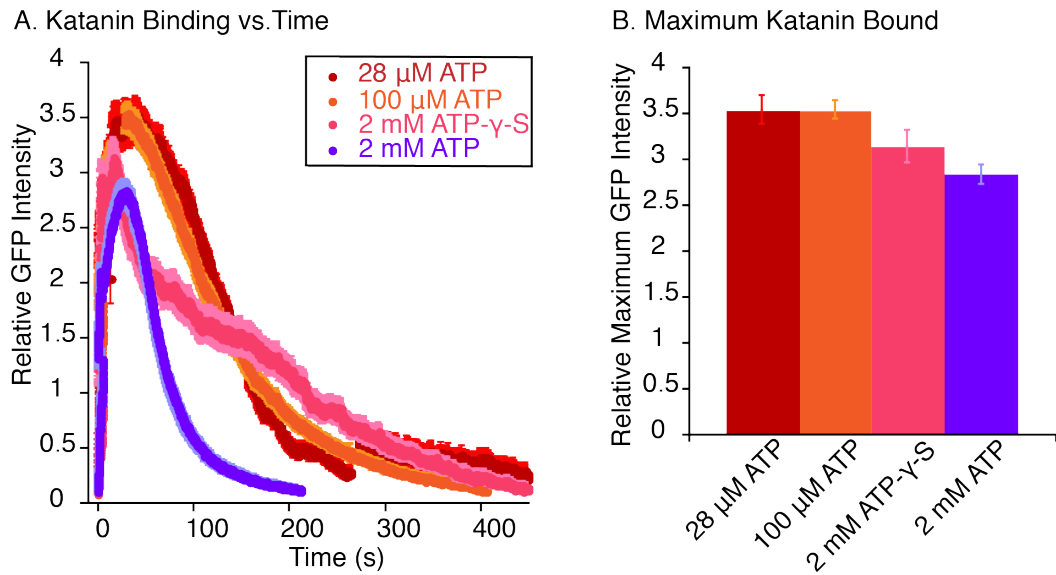 A. Katanin Binding vs.Time
28 µM ATP
100 µM ATP
2 mM ATP-γ-S
2 mM ATP
Relative GFP Intensity
4
3.5
3
2.5
2
1.5
1
0.5
0
0 100 200 300 400
Time (s)
B. Maximum Katanin Bound
Relative Maximum GFP Intensity
4
3.5
3
2.5
2
1.5
1
0.5
0
28 µM ATP
100 µM ATP
2 mM ATP-γ-S
2 mM ATP